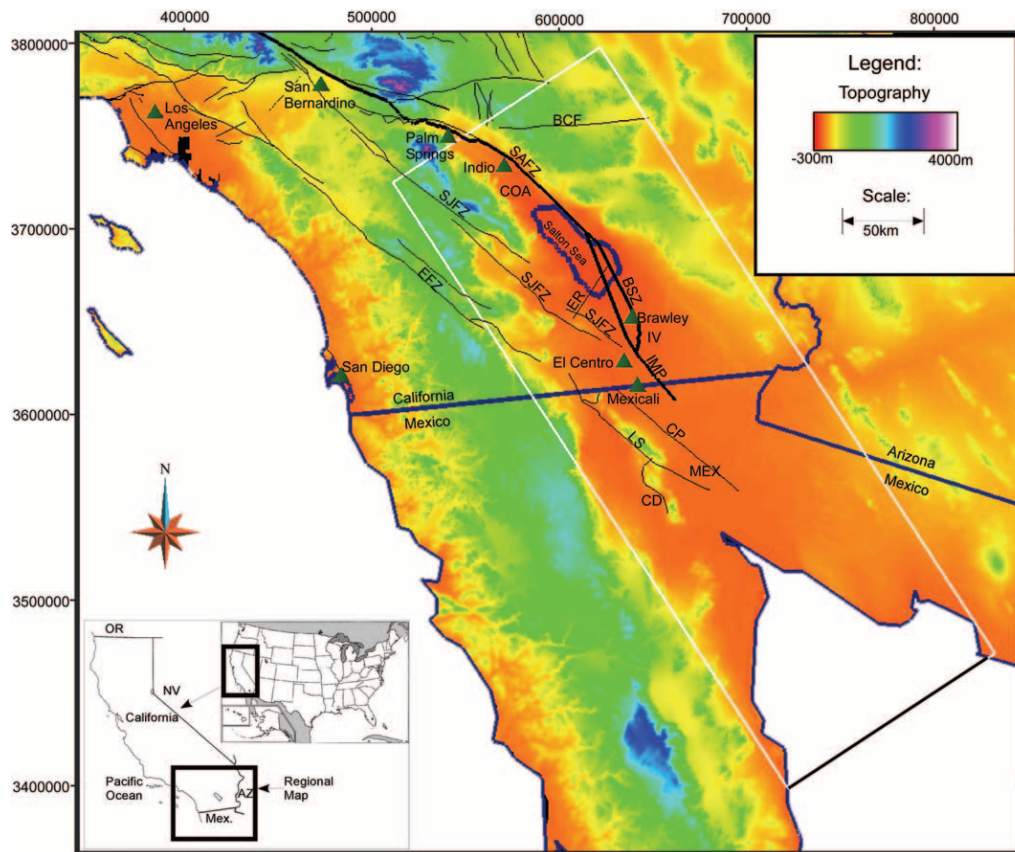 400000
500000
600000
700000
800000
3800000
3700000
3600000
3500000
3400000
Legend:
Topography
-300m
4000m
Scale:
50km
Los
Angeles
San
Bernardino
Palm
Springs
Indio
COA
SAFZ
BCF
SJFZ
Salton Sea
EFZ
SJFZ
ER
SJFZ
BSZ
Brawley
IV
El Centro
IMP
San Diego
Mexicali
California
Mexico
LS
CP
MEX
CD
Arizona
Mexico
N
OR
NV
California
Pacific
Ocean
AZ
Regional
Map
Mex.